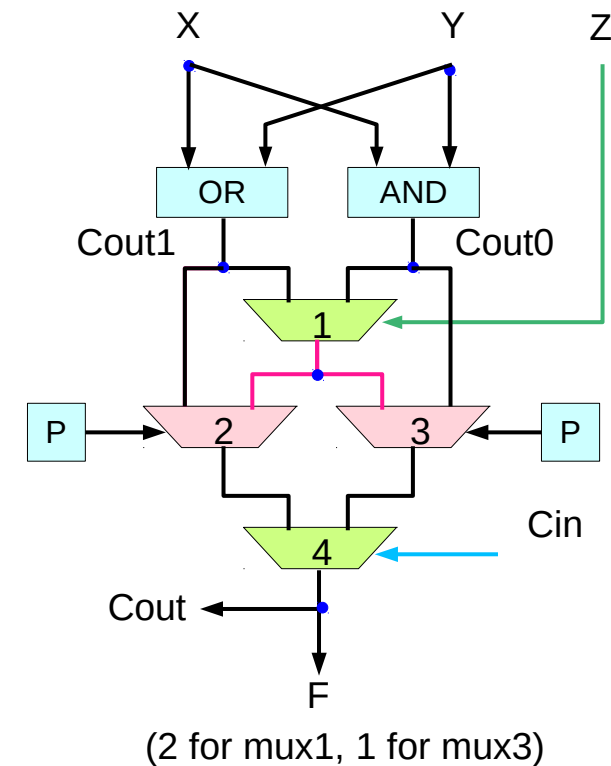 X Y Z
OR AND
Cout1 Cout0
1
P 2 3 P
Cin
4
Cout
F
(2 for mux1, 1 for mux3)